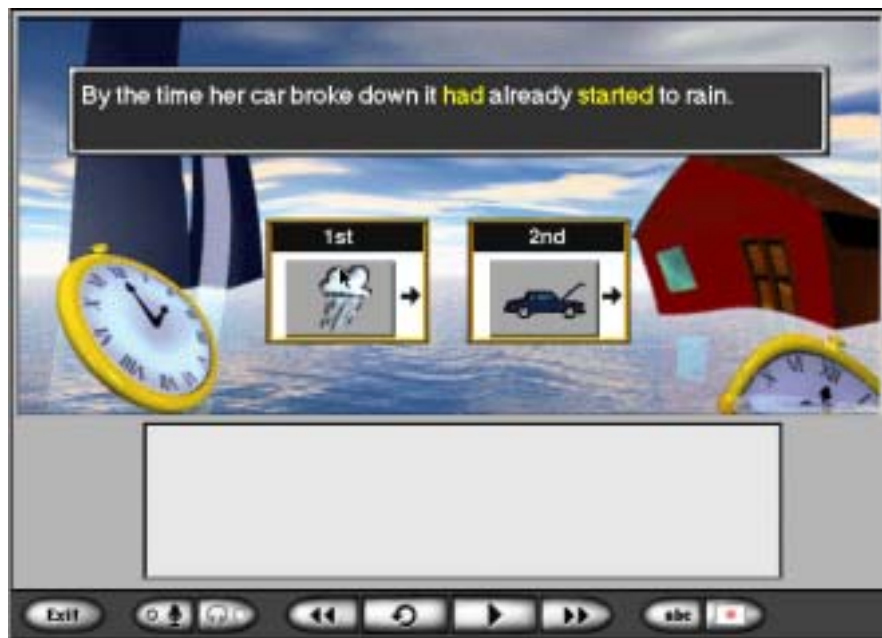 By the time her car broke down it had already started to rain.
1st
2nd
Exit
abc